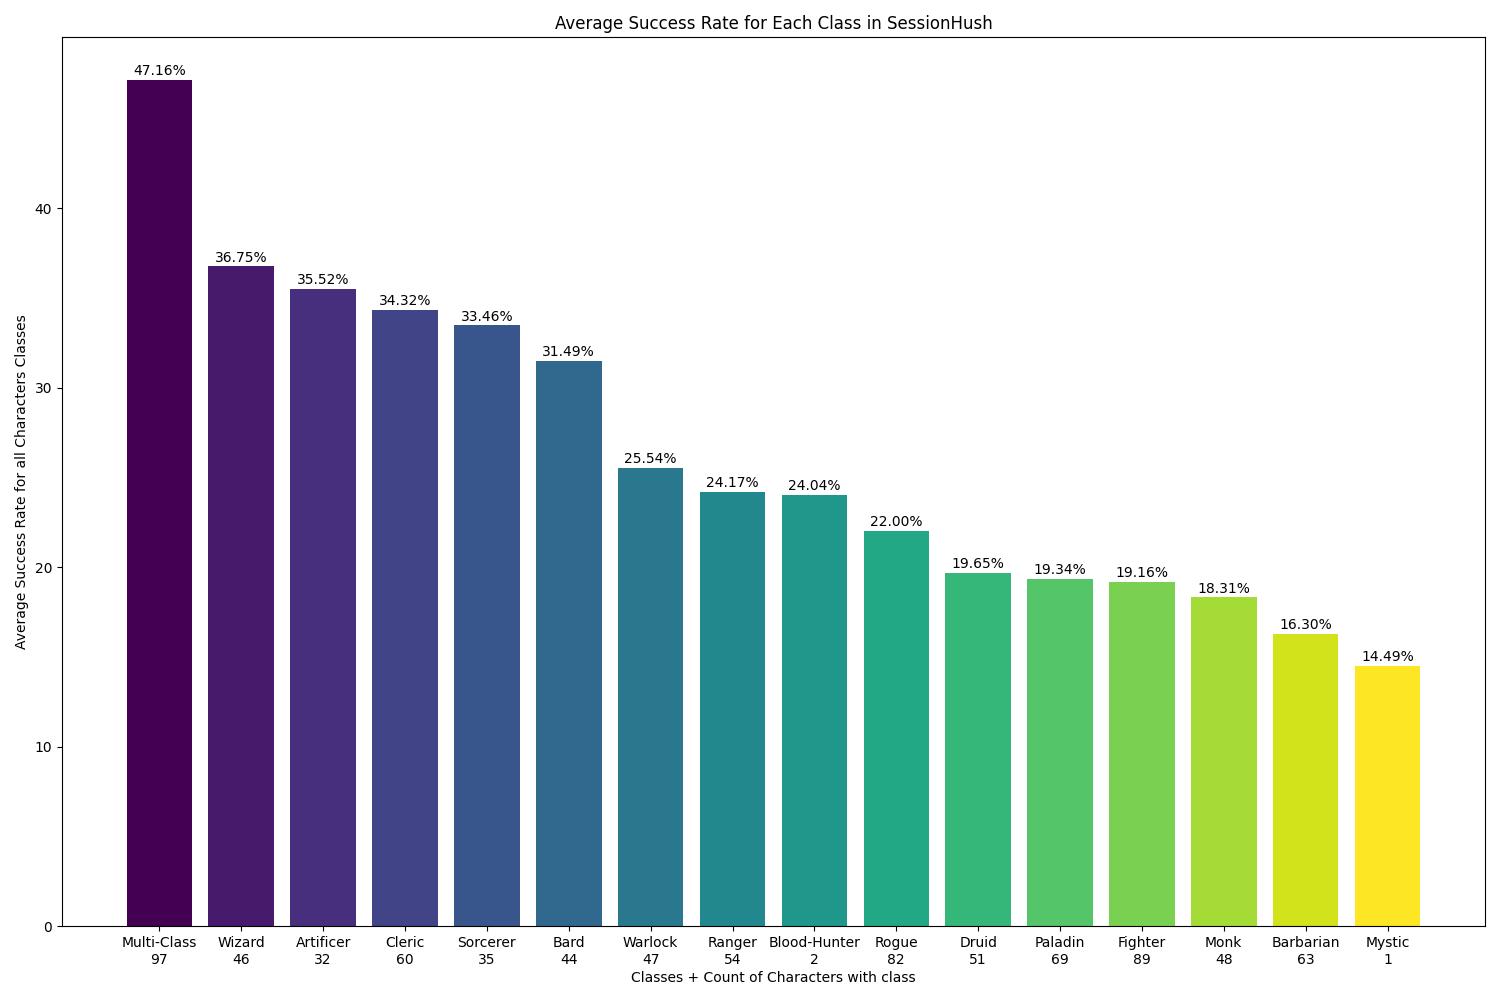 Average Success Rate for Each Class in SessionHush
Average Success Rate for all Characters Classes
40
30
20
10
0
47.16%
36.75%
35.52%
34.32%
33.46%
31.49%
25.54%
24.17%
24.04%
22.00%
19.65%
19.34%
19.16%
18.31%
16.30%
14.49%
Multi-Class
97
Wizard
46
Artificer
32
Cleric
60
Sorcerer
35
Bard
44
Warlock
47
Ranger
54
Blood-Hunter
2
Rogue
82
Druid
51
Paladin
69
Fighter
89
Monk
48
Barbarian
63
Mystic
1
Classes + Count of Characters with class